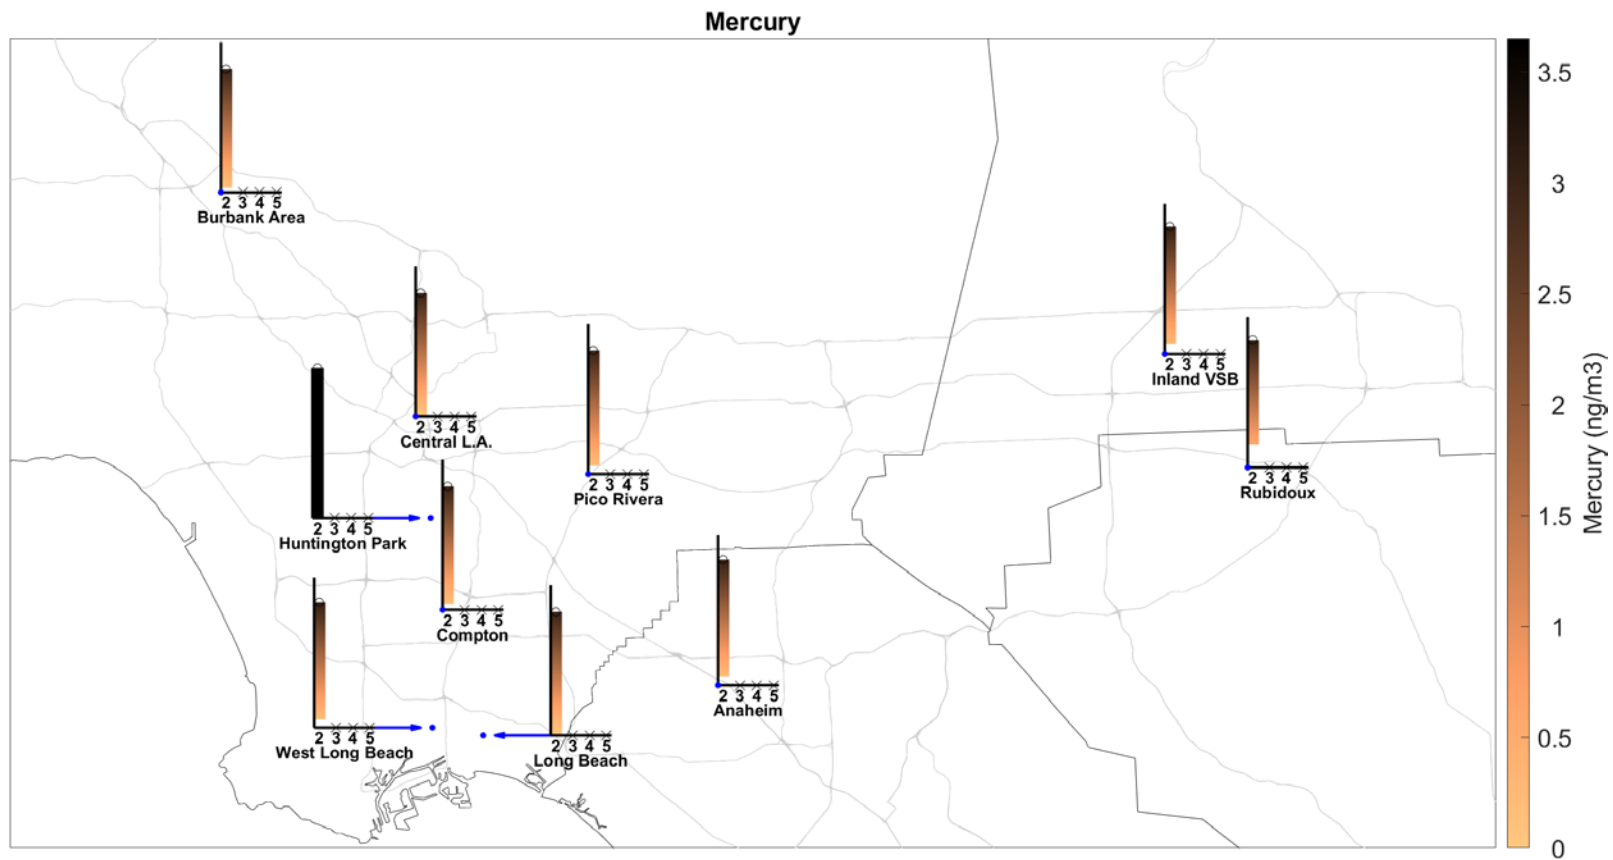 Mercury
2 3 4 5
Burbank Area
2 3 4 5
Central L.A.
2 3 4 5
Pico Rivera
2 3 4 5
Inland VSB
2 3 4 5
Rubidoux
2 3 4 5
Huntington Park
2 3 4 5
Compton
2 3 4 5
West Long Beach
2 3 4 5
Long Beach
2 3 4 5
Anaheim
3.5
3
2.5
2
1.5
1
0.5
0
Mercury (ng/m3)